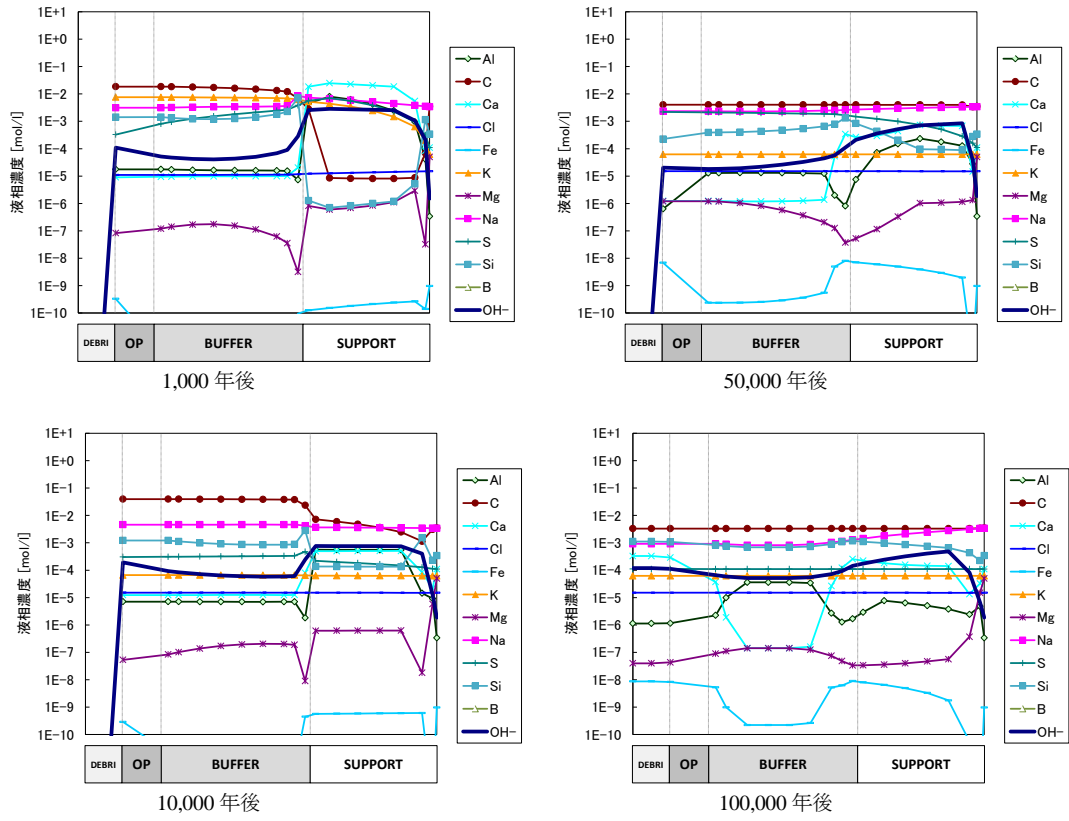 液相濃度 [mol/l]
1E+1
1E+0
1E-1
1E-2
1E-3
1E-4
1E-5
1E-6
1E-7
1E-8
1E-9
1E-10
Al
C
Ca
Cl
Fe
K
Mg
Na
S
Si
B
OH-
DEBRI OP BUFFER SUPPORT
1,000 年後
液相濃度 [mol/l]
1E+1
1E+0
1E-1
1E-2
1E-3
1E-4
1E-5
1E-6
1E-7
1E-8
1E-9
1E-10
Al
C
Ca
Cl
Fe
K
Mg
Na
S
Si
B
OH-
DEBRI OP BUFFER SUPPORT
50,000 年後
液相濃度 [mol/l]
1E+1
1E+0
1E-1
1E-2
1E-3
1E-4
1E-5
1E-6
1E-7
1E-8
1E-9
1E-10
Al
C
Ca
Cl
Fe
K
Mg
Na
S
Si
B
OH-
DEBRI OP BUFFER SUPPORT
10,000 年後
液相濃度 [mol/l]
1E+1
1E+0
1E-1
1E-2
1E-3
1E-4
1E-5
1E-6
1E-7
1E-8
1E-9
1E-10
Al
C
Ca
Cl
Fe
K
Mg
Na
S
Si
B
OH-
DEBRI OP BUFFER SUPPORT
100,000 年後